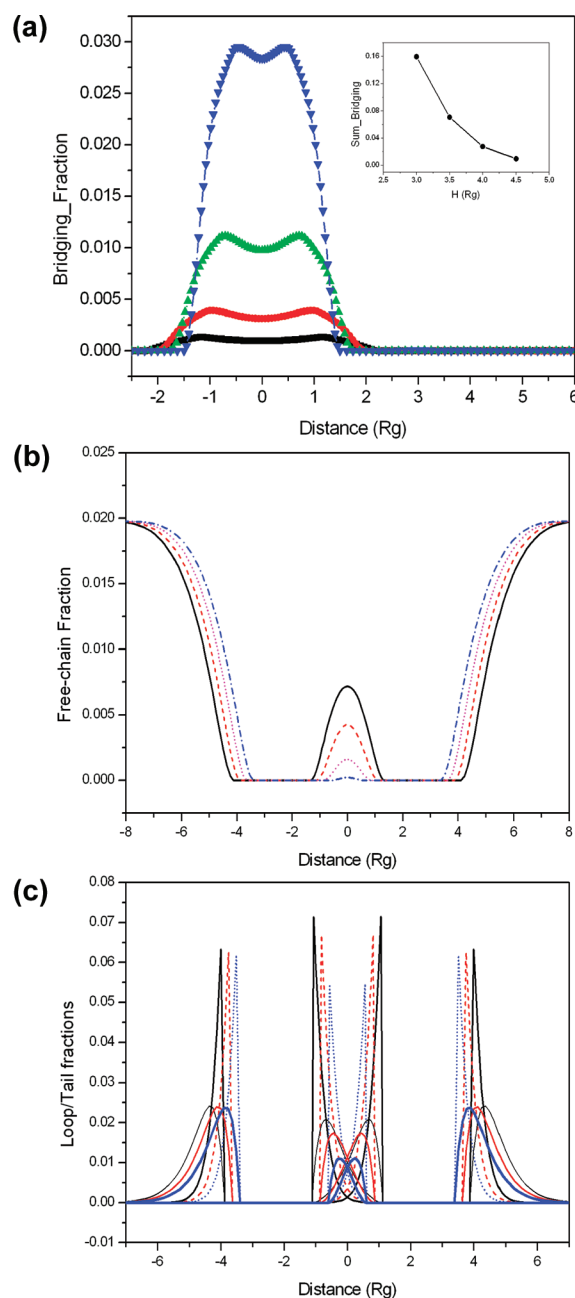 (a)
0.030
0.025
0.020
0.015
0.010
0.005
0.000
Bridging_Fraction
-2 -1 0 1 2 3 4 5 6
Distance (Rg)
0.16
0.12
0.08
0.04
0.00
Sum_Bridging
2.5 3.0 3.5 4.0 4.5 5.0
H (Rg)
(b)
0.025
0.020
0.015
0.010
0.005
0.000
Free-chain Fraction
-8 -6 -4 -2 0 2 4 6 8
Distance (Rg)
(c)
0.08
0.07
0.06
0.05
0.04
0.03
0.02
0.01
0.00
-0.01
Loop/Tail fractions
-6 -4 -2 0 2 4 6
Distance (Rg)